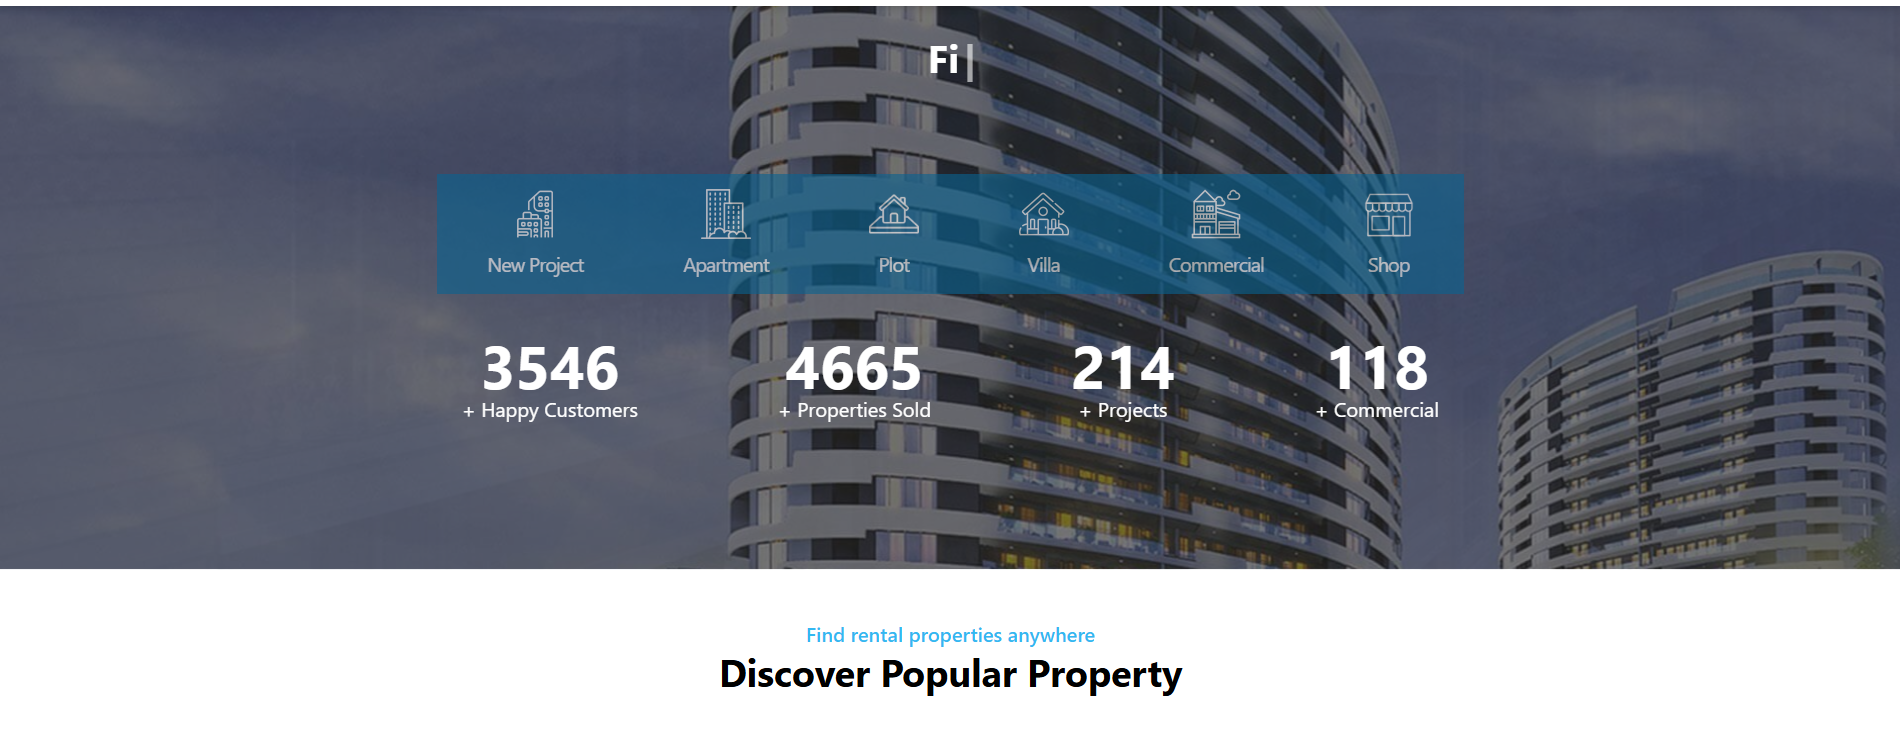 Fi|
New Project Apartment Plot Villa Commercial Shop
3546 4665 214 118
+ Happy Customers + Properties Sold + Projects + Commercial
Find rental properties anywhere
Discover Popular Property